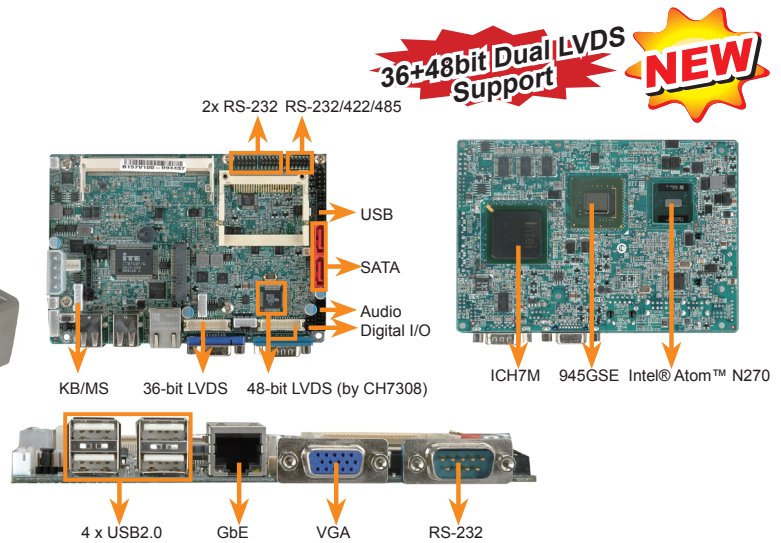 36+48bit Dual LVDS
Support
NEW
2x RS-232
RS-232/422/485
USB
SATA
Audio
Digital I/O
KB/MS
36-bit LVDS
48-bit LVDS (by CH7308)
iTE
ICH7M
945GSE
Intel® Atom™ N270
4 x USB2.0
GbE
VGA
RS-232